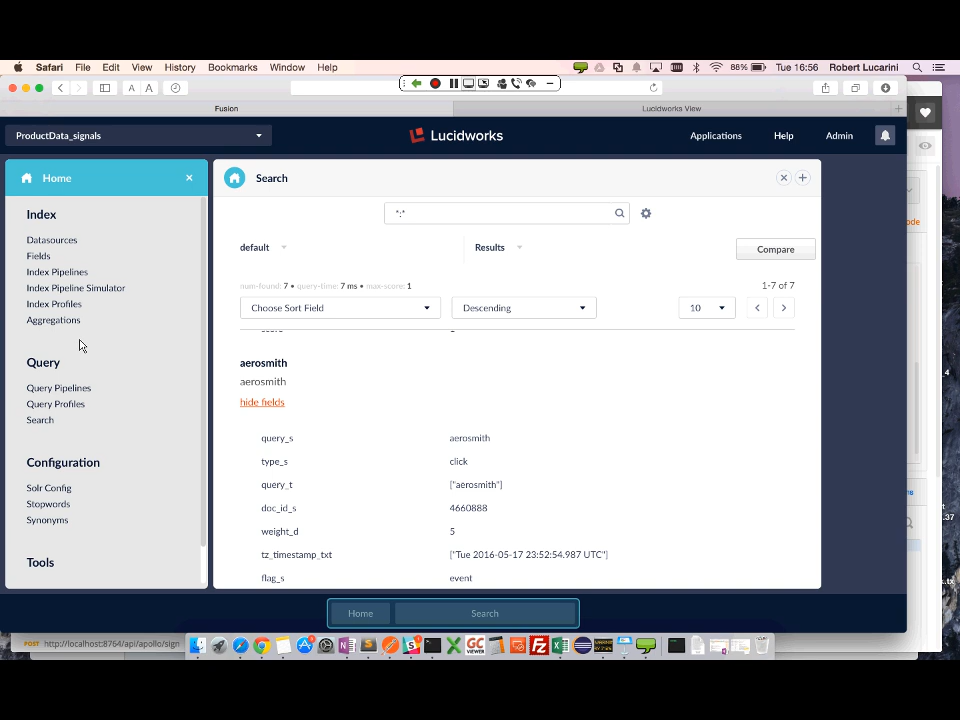 Safari File Edit View History Bookmarks Window Help 88% Tue 16:56 Robert Lucarini
A A
Fusion Lucidworks View
ProductData_signals Lucidworks Applications Help Admin
Home
Search
Index
Datasources
Fields
Index Pipelines
Index Pipeline Simulator
Index Profiles
Aggregations
Query
Query Pipelines
Query Profiles
Search
Configuration
Solr Config
Stopwords
Synonyms
Tools
*:*
default Results Compare
num-found: 7 • query-time: 7 ms • max-score: 1 1-7 of 7
Choose Sort Field Descending 10
aerosmith
aerosmith
hide fields
query_s aerosmith
type_s click
query_t ["aerosmith"]
doc_id_s 4660888
weight_d 5
tz_timestamp_txt ["Tue 2016-05-17 23:52:54.987 UTC"]
flag_s event
Home Search
POST http://localhost:8764/api/apollo/sign